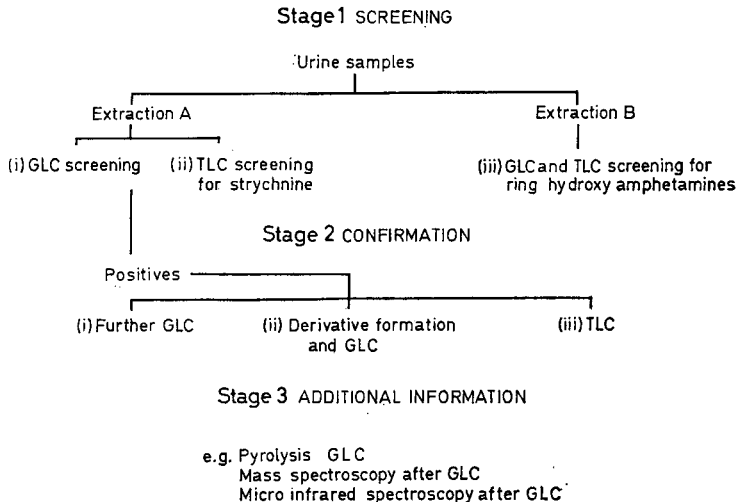 Stage 1 SCREENING
Urine samples
Extraction A
Extraction B
(i) GLC screening
(ii) TLC screening
for strychnine
(iii) GLC and TLC screening for
ring hydroxy amphetamines
Stage 2 CONFIRMATION
Positives
(i) Further GLC
(ii) Derivative formation
and GLC
(iii) TLC
Stage 3 ADDITIONAL INFORMATION
e.g. Pyrolysis GLC
Mass spectroscopy after GLC
Micro infrared spectroscopy after GLC